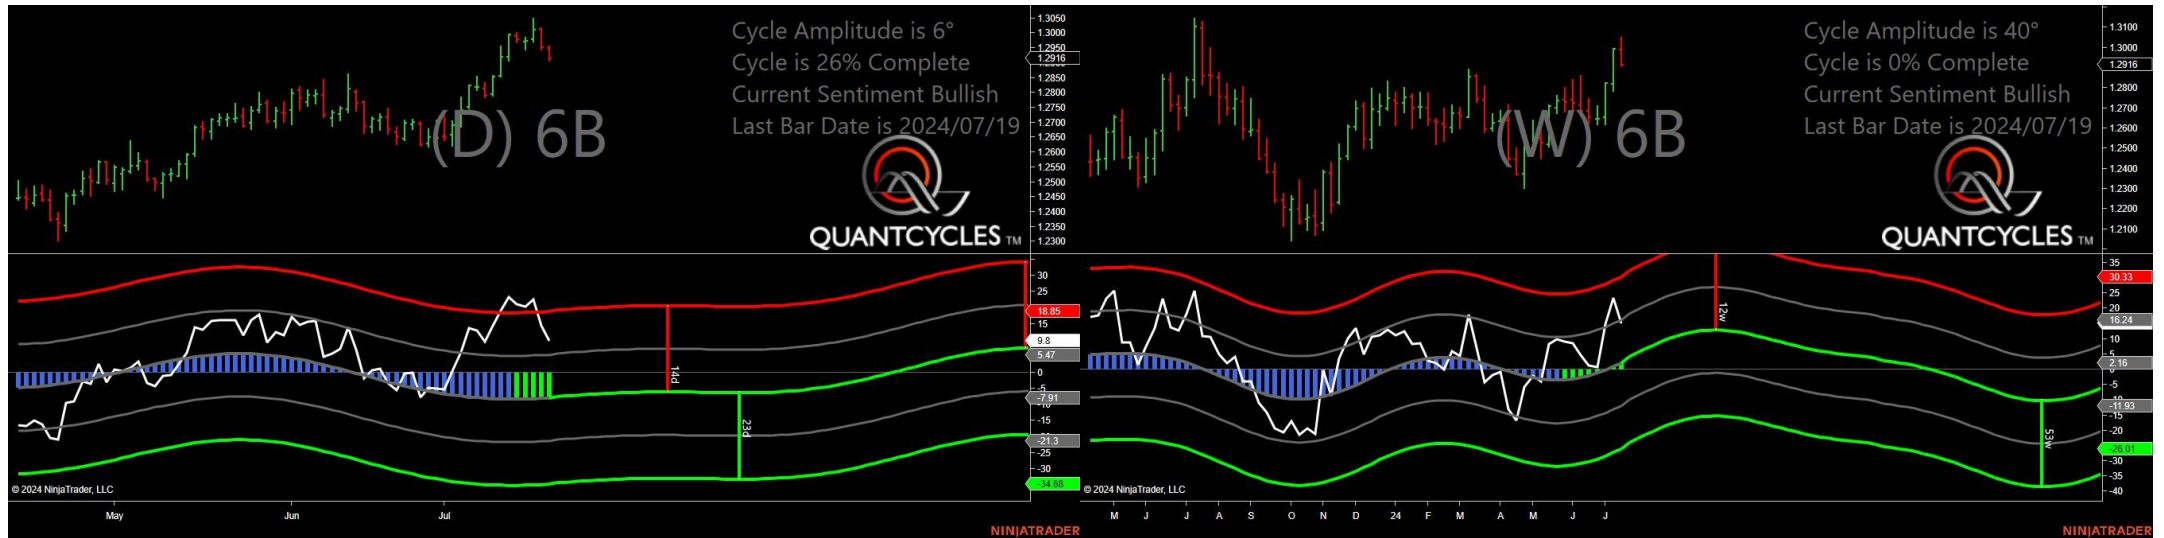 Cycle Amplitude is 6°
Cycle is 26% Complete
Current Sentiment Bullish
Last Bar Date is 2024/07/19
(D) 6B
QUANTCYCLES TM
1.3050
1.3000
1.2950
1.2916
1.2850
1.2800
1.2750
1.2700
1.2650
1.2600
1.2550
1.2500
1.2450
1.2400
1.2350
1.2300
30
25
18.85
15
9.8
5.47
0
-5
-7.91
-10
-15
-21.3
-25
-30
-34.68
14d
23d
© 2024 NinjaTrader, LLC
May Jun Jul
NINJATRADER
Cycle Amplitude is 40°
Cycle is 0% Complete
Current Sentiment Bullish
Last Bar Date is 2024/07/19
(W) 6B
QUANTCYCLES TM
1.3100
1.3000
1.2916
1.2800
1.2700
1.2600
1.2500
1.2400
1.2300
1.2200
1.2100
35
30.33
25
20
16.24
10
5
2.16
-5
-10
-11.93
-15
-20
-26.01
-30
-35
-40
12w
53w
© 2024 NinjaTrader, LLC
M J J A S O N D 24 F M A M J J
NINJATRADER